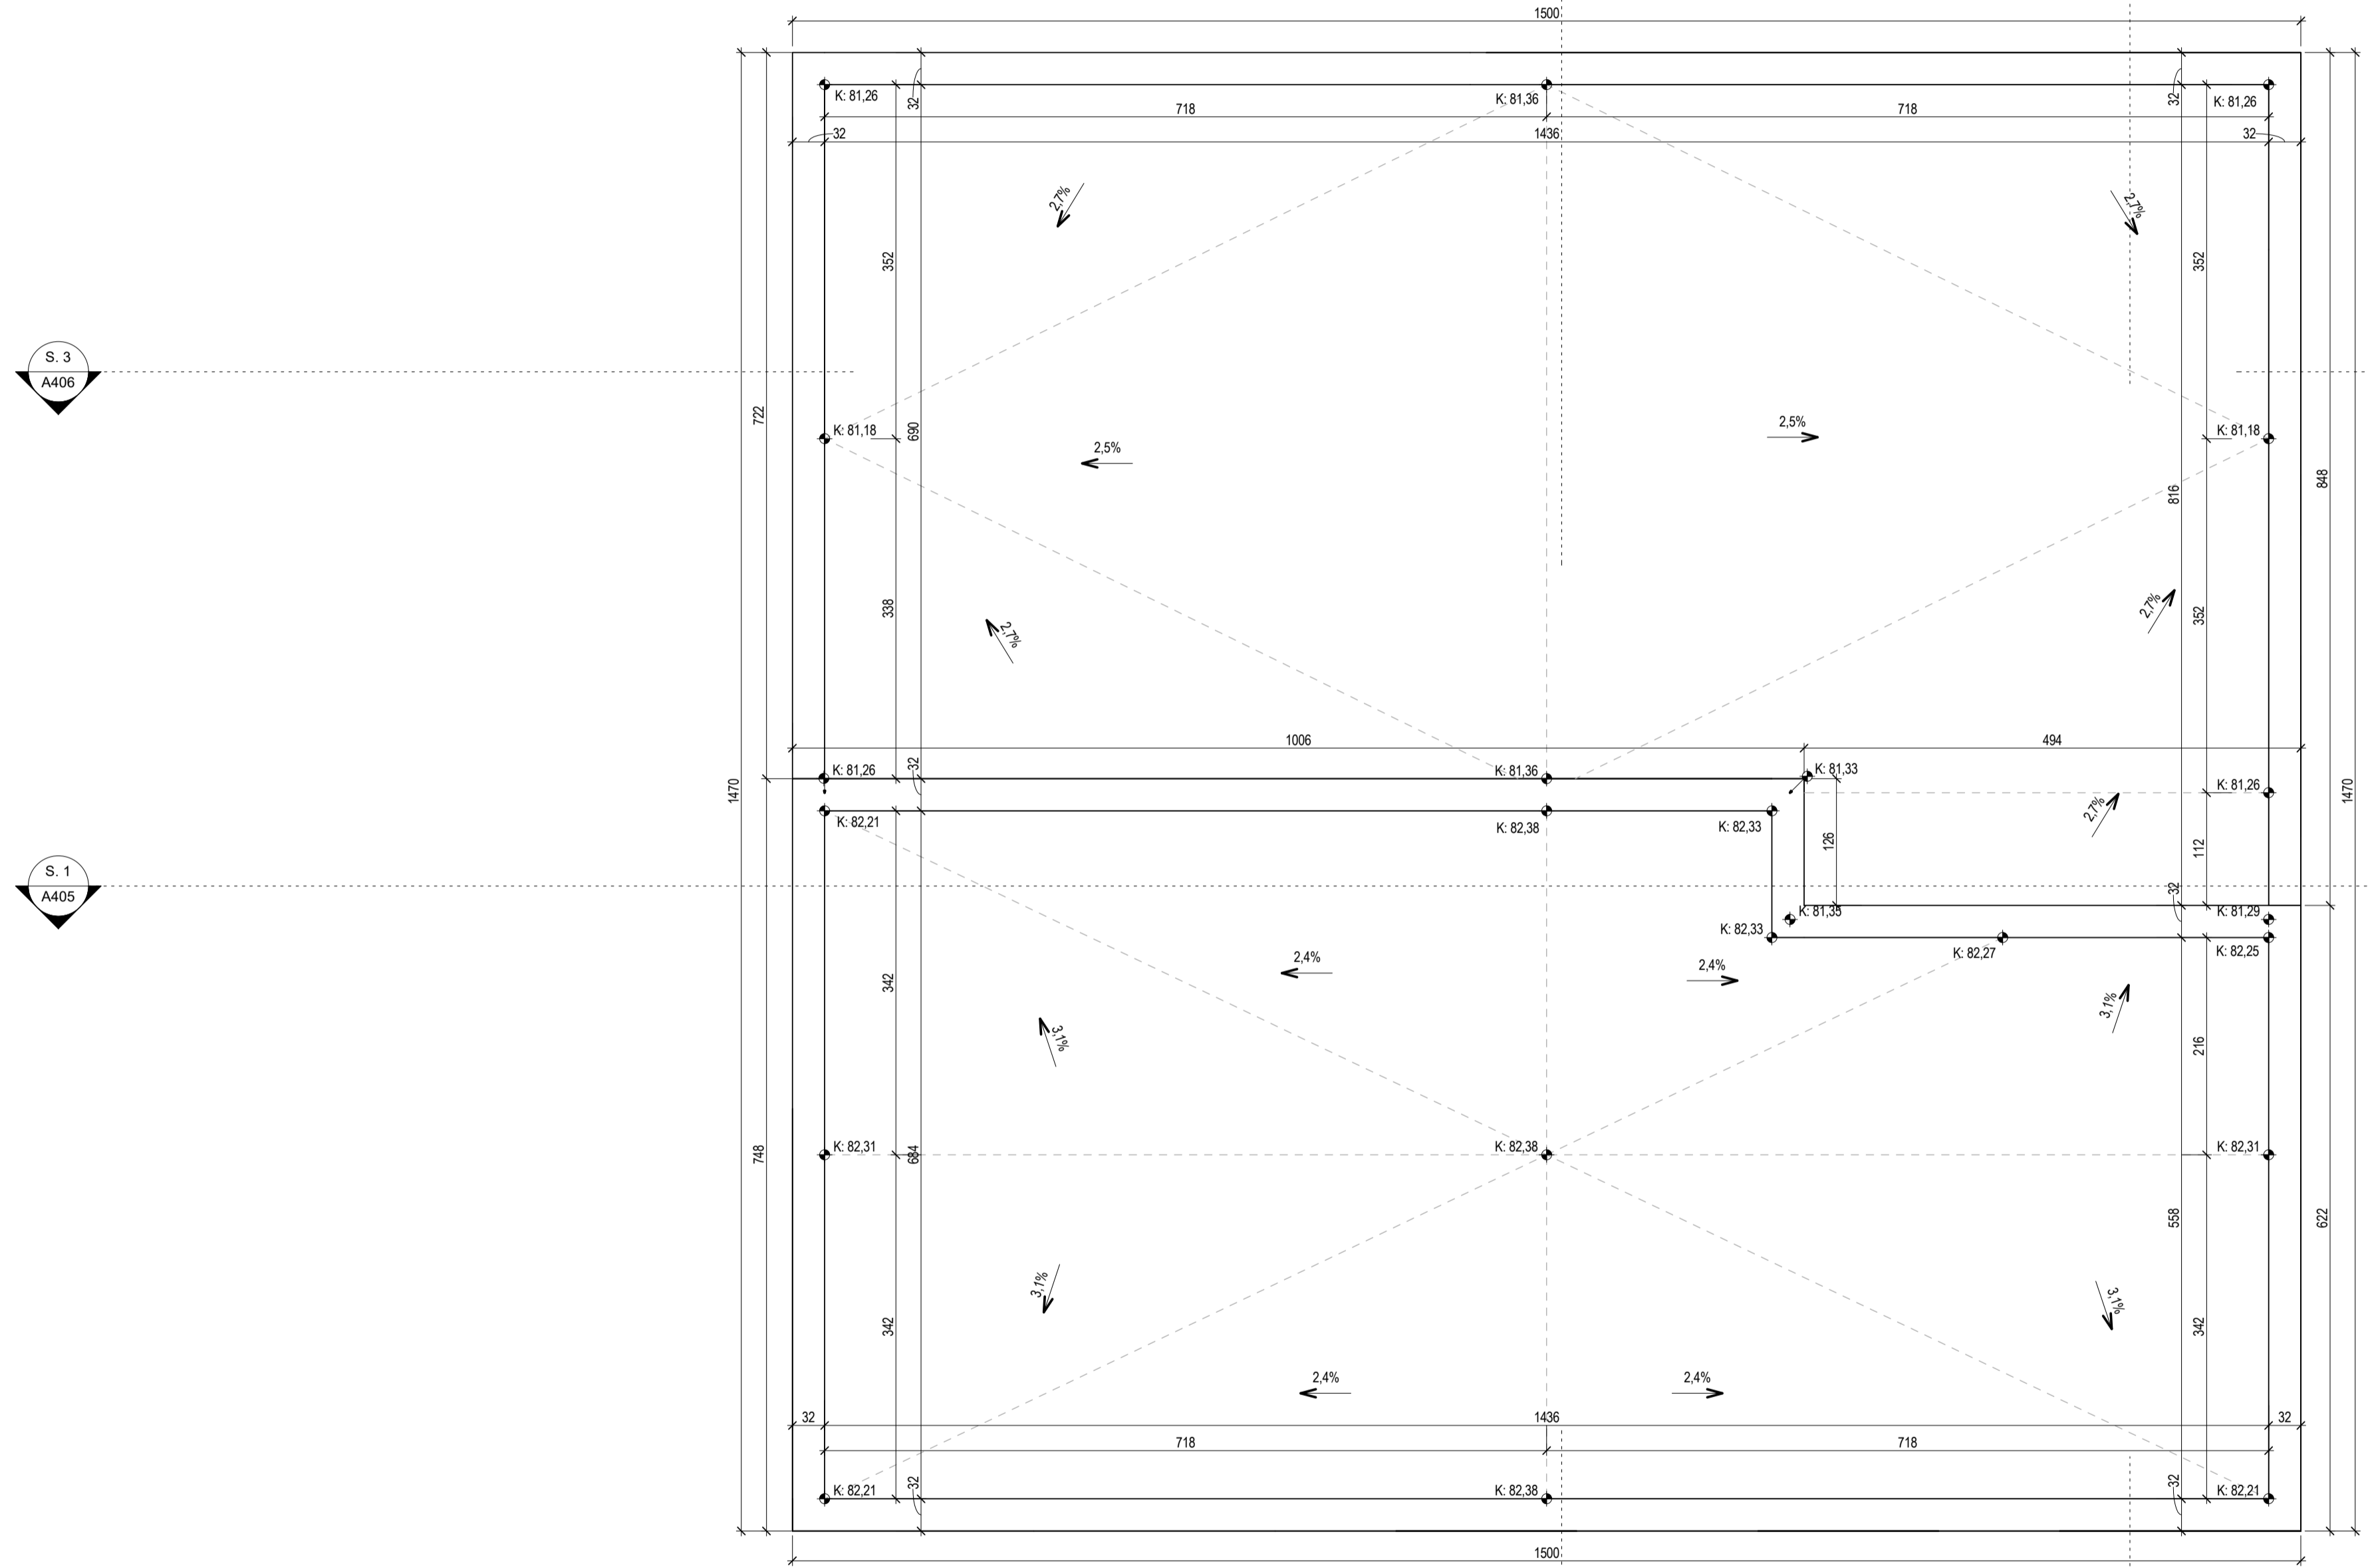 1500
K: 81,26
32
K: 81,36
32
K: 81,26
718
718
32
1436
32
2,7%
2,7%
352
352
S. 3
A406
722
K: 81,18
690
2,5%
2,5%
K: 81,18
848
816
338
2,7%
2,7%
352
1006
494
K: 81,26
32
K: 81,36
K: 81,33
1470
K: 81,26
1470
K: 82,21
K: 82,38
K: 82,33
126
2,7%
112
S. 1
A405
32
K: 81,35
K: 81,29
K: 82,33
K: 82,27
K: 82,25
342
2,4%
2,4%
3,1%
3,1%
216
748
K: 82,31
684
K: 82,38
K: 82,31
558
622
3,1%
3,1%
342
342
2,4%
2,4%
32
1436
32
718
718
K: 82,21
32
K: 82,38
32
K: 82,21
1500